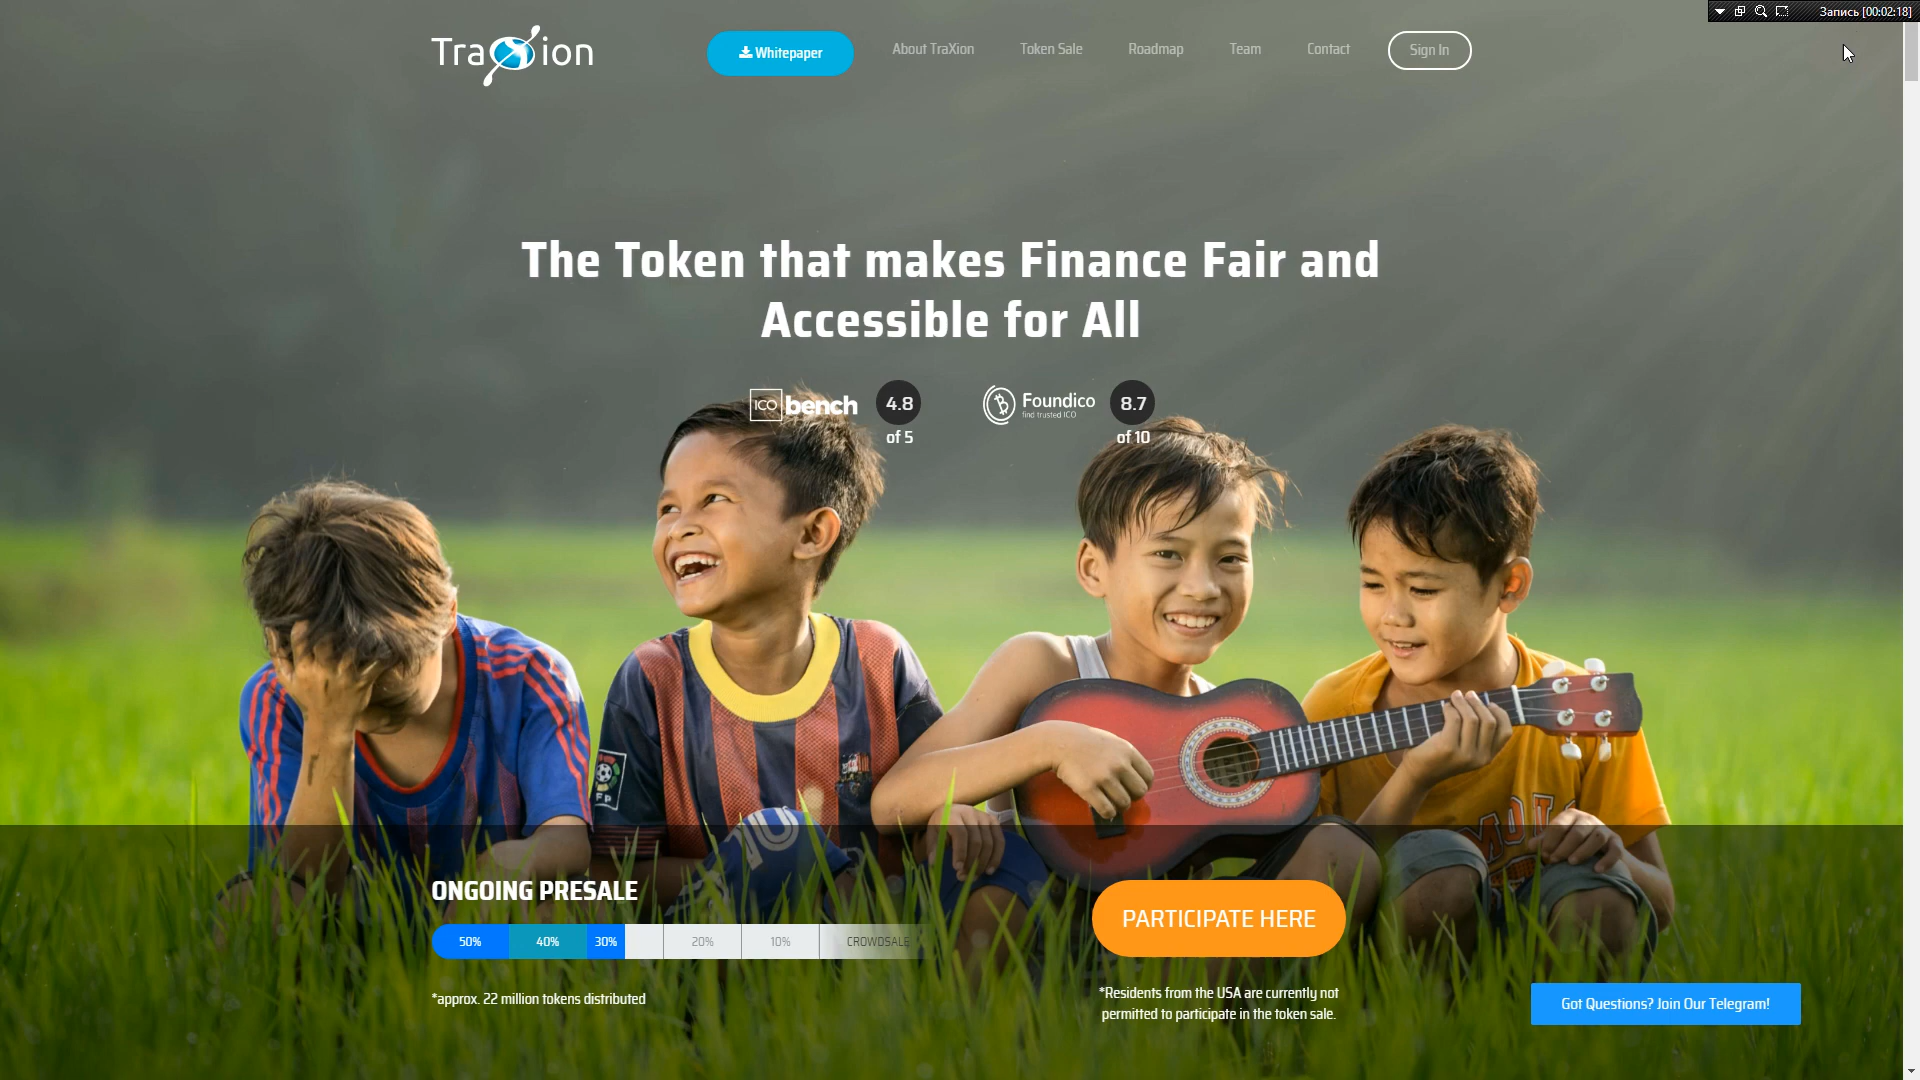 Запись [00:02:18]
TraXion
Whitepaper
About TraXion
Token Sale
Roadmap
Team
Contact
Sign In
The Token that makes Finance Fair and
Accessible for All
ICO bench
4.8
of 5
Foundico
find trusted ICO
8.7
of 10
LFP
10
ONGOING PRESALE
50%
40%
30%
20%
10%
CROWDSALE
*approx. 22 million tokens distributed
PARTICIPATE HERE
*Residents from the USA are currently not
permitted to participate in the token sale.
Got Questions? Join Our Telegram!